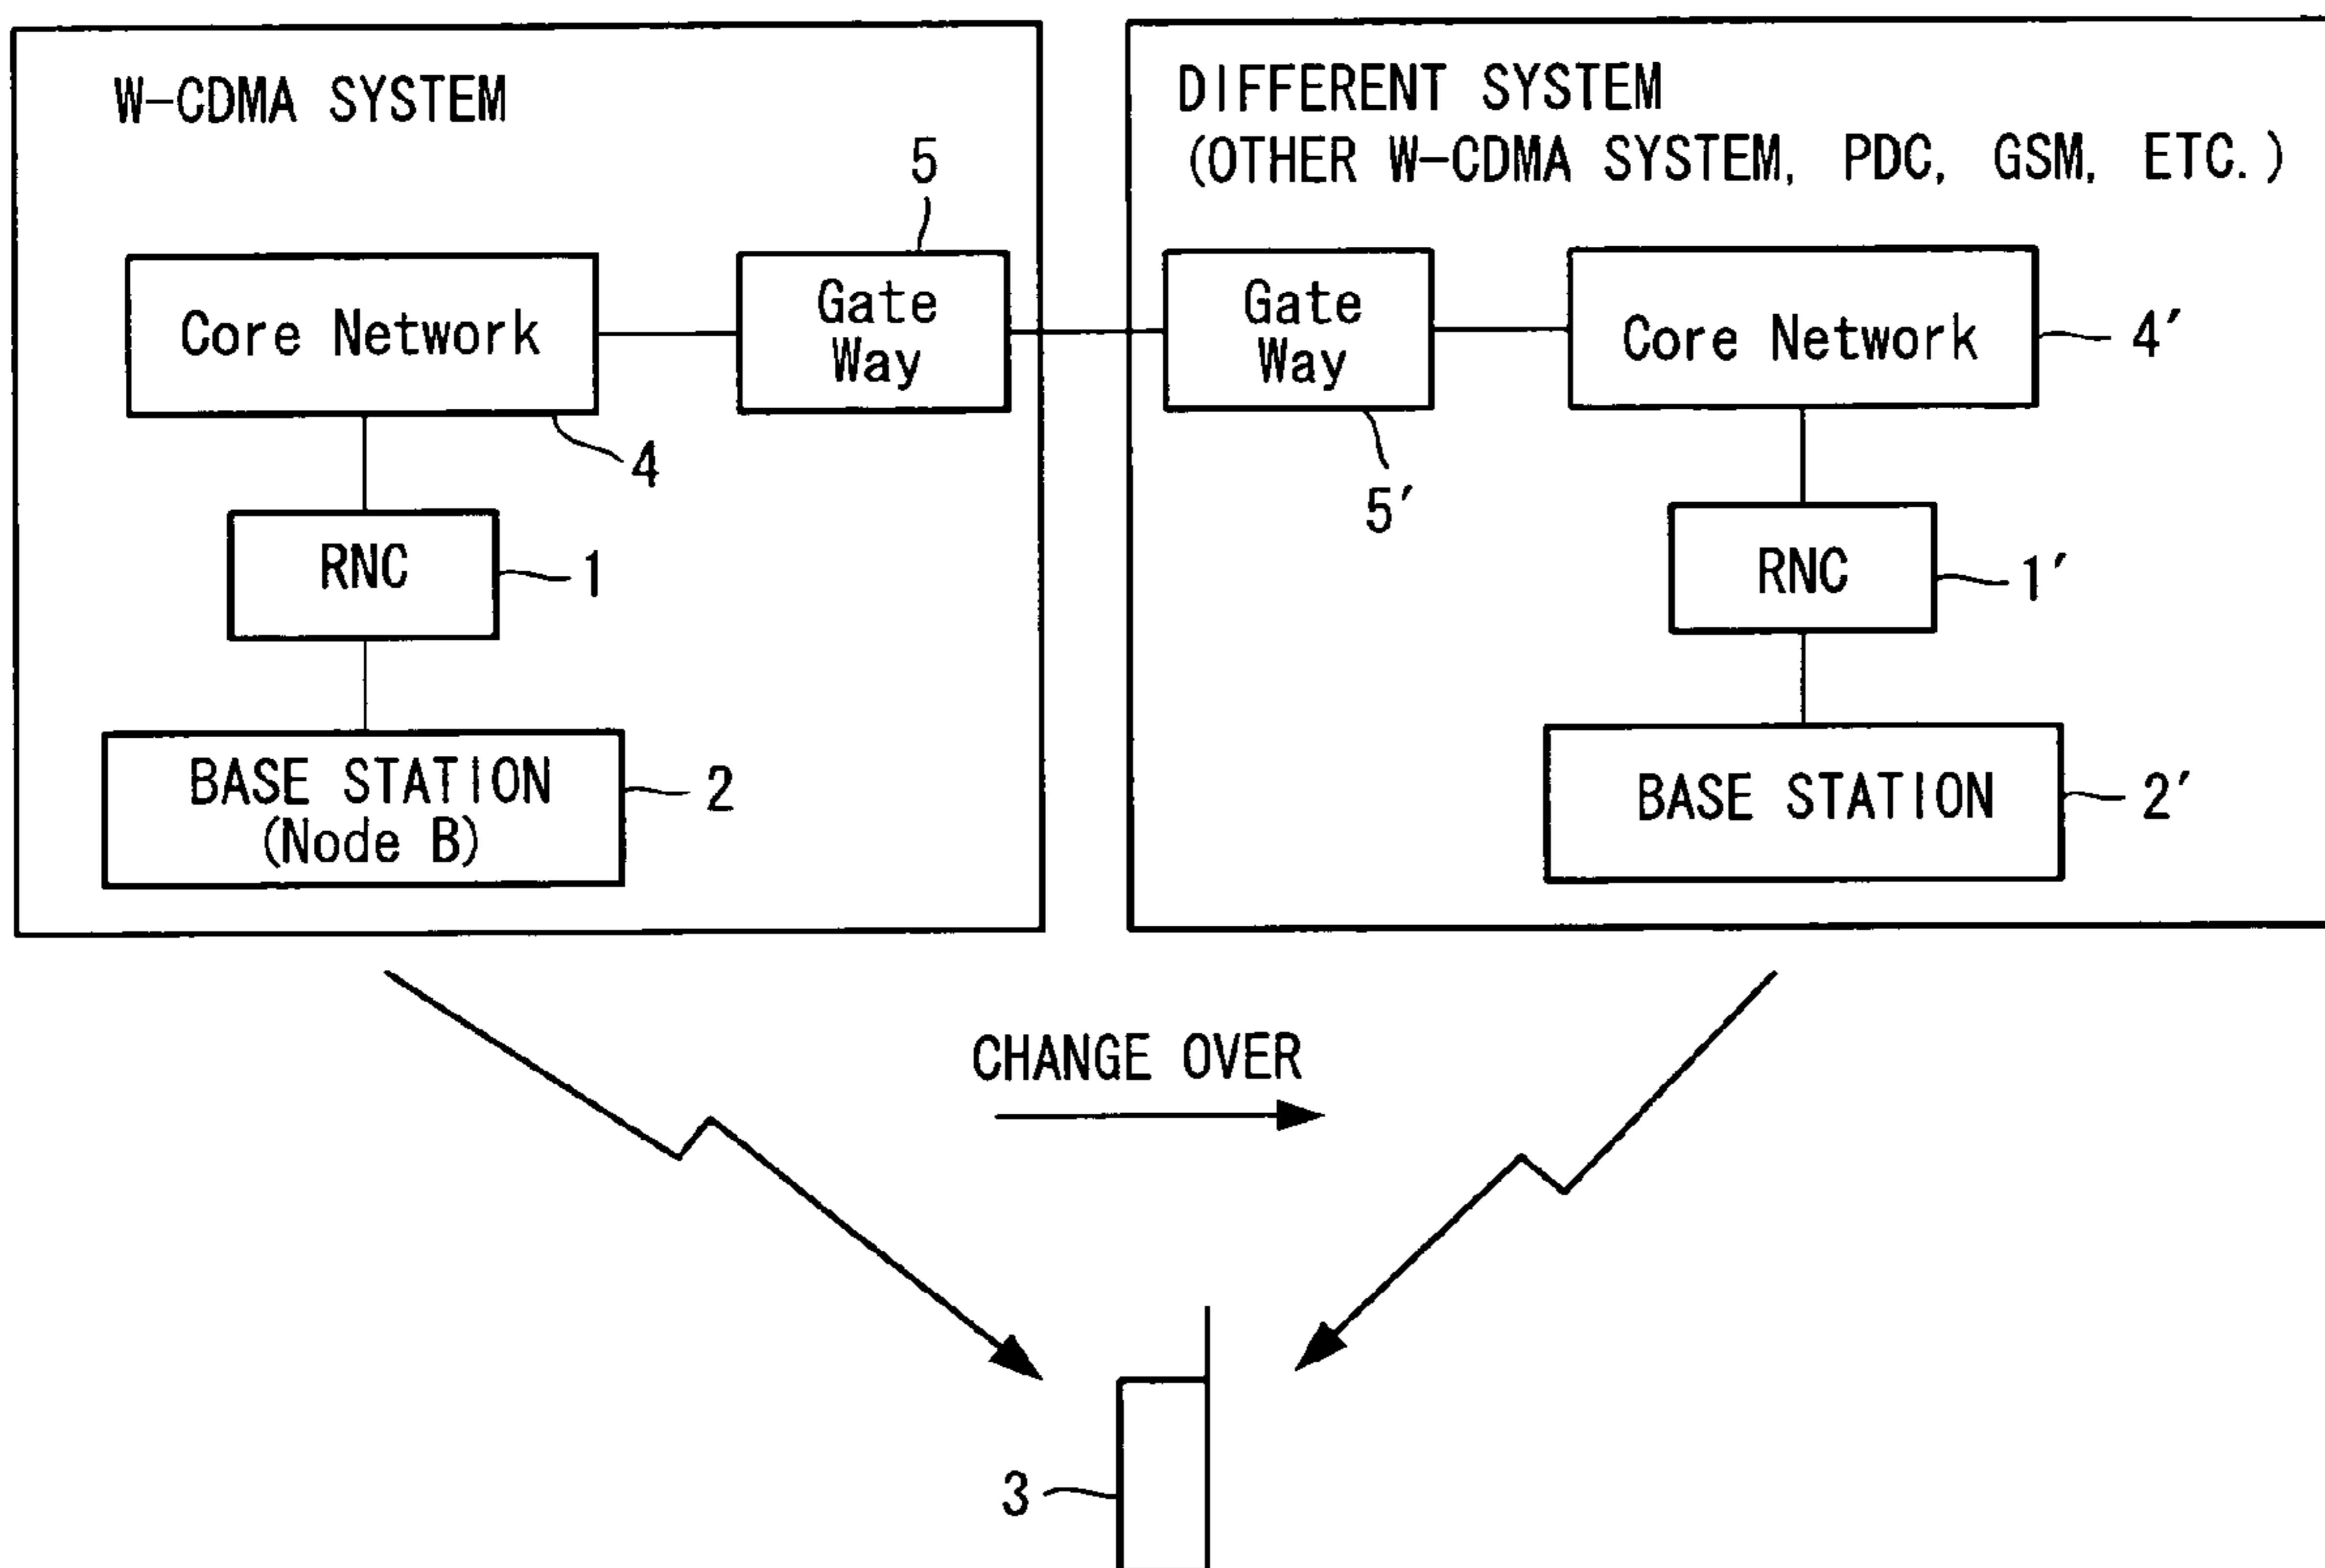 W-CDMA SYSTEM
5
Core Network
Gate
Way
4
RNC
1
BASE STATION
(Node B)
2
DIFFERENT SYSTEM
(OTHER W-CDMA SYSTEM, PDC, GSM, ETC.)
Gate
Way
Core Network
4′
5′
RNC
1′
BASE STATION
2′
CHANGE OVER
3